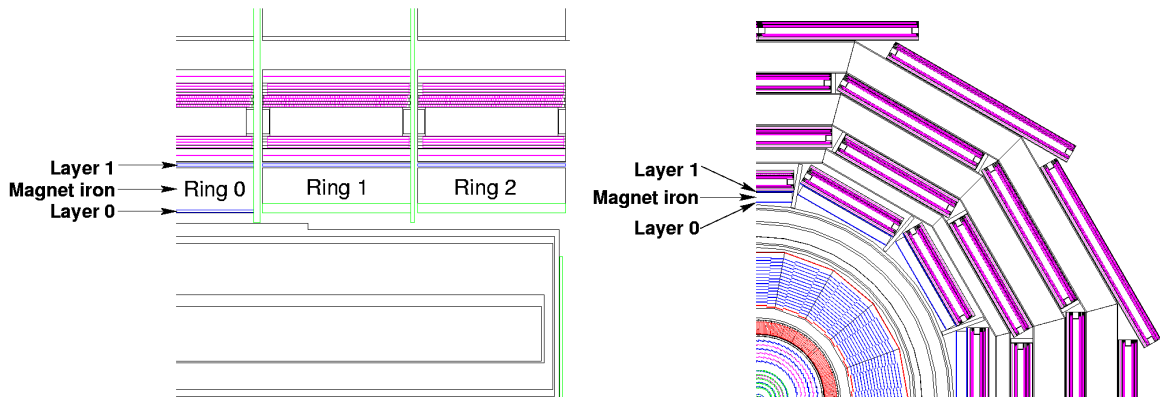 Layer 1
Magnet iron
Layer 0
Ring 0
Ring 1
Ring 2
Layer 1
Magnet iron
Layer 0